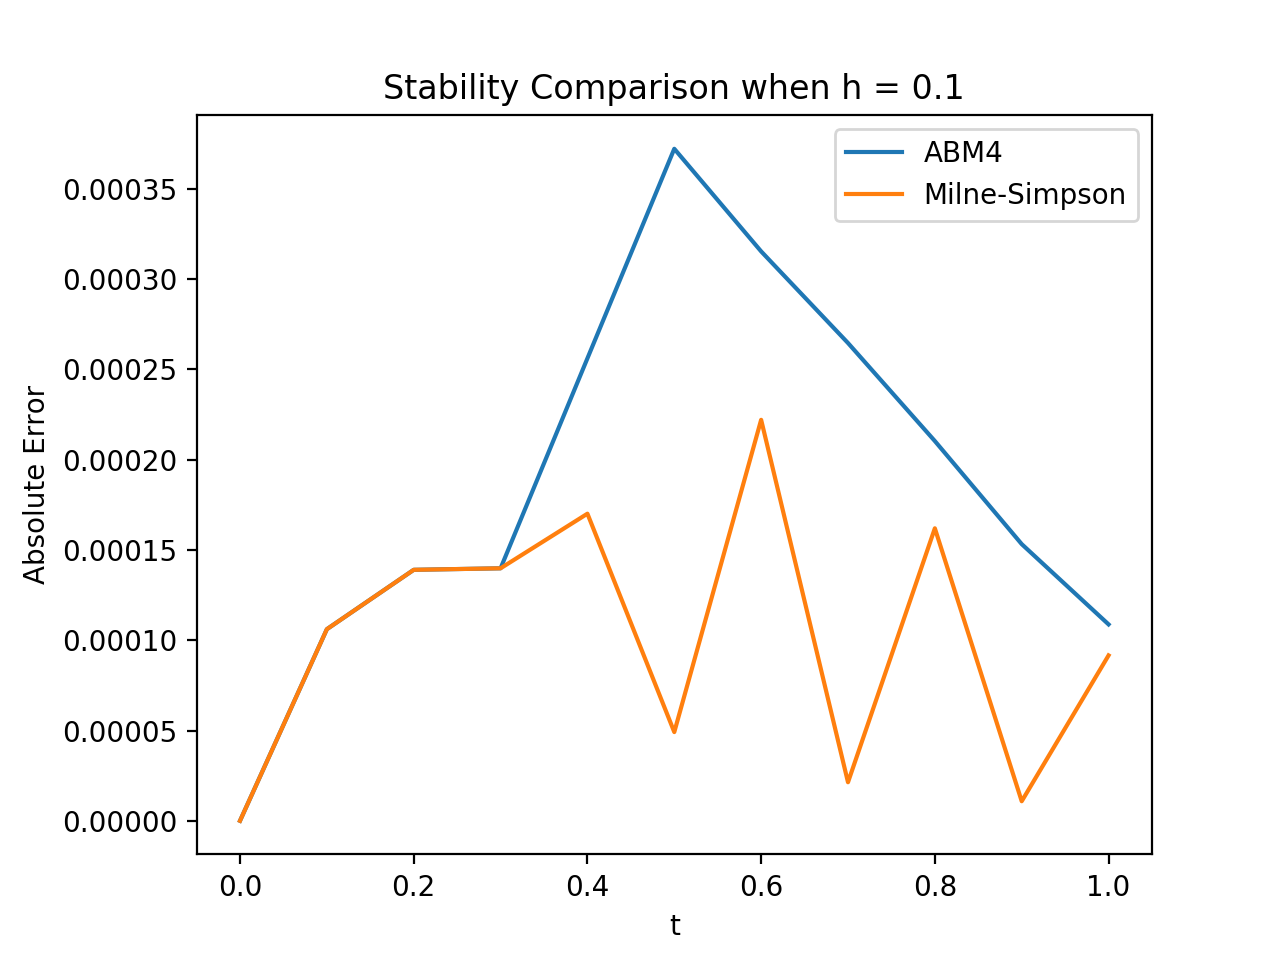 Stability Comparison when h = 0.1
ABM4
Milne-Simpson
Absolute Error
0.00035
0.00030
0.00025
0.00020
0.00015
0.00010
0.00005
0.00000
0.0 0.2 0.4 0.6 0.8 1.0
t